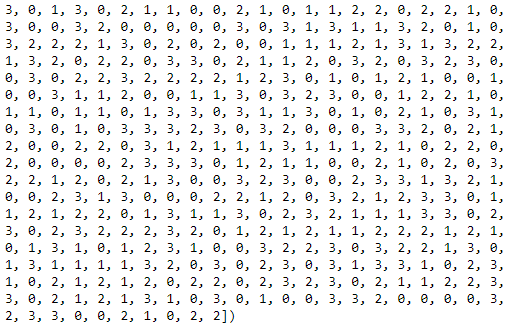 3, 0, 1, 3, 0, 2, 1, 1, 0, 0, 2, 1, 0, 1, 1, 2, 2, 0, 2, 2, 1, 0,
3, 0, 0, 3, 2, 0, 0, 0, 0, 0, 3, 0, 3, 1, 3, 1, 1, 3, 2, 0, 1, 0,
3, 2, 2, 2, 1, 3, 0, 2, 0, 2, 0, 0, 1, 1, 1, 2, 1, 3, 1, 3, 2, 2,
1, 3, 2, 0, 2, 2, 0, 3, 3, 0, 2, 1, 1, 2, 0, 3, 2, 0, 3, 2, 3, 0,
0, 3, 0, 2, 2, 3, 2, 2, 2, 2, 1, 2, 3, 0, 1, 0, 1, 2, 1, 0, 0, 1,
0, 0, 3, 1, 1, 2, 0, 0, 1, 1, 3, 0, 3, 2, 3, 0, 0, 1, 2, 2, 1, 0,
1, 1, 0, 1, 1, 0, 1, 3, 3, 0, 3, 1, 1, 3, 0, 1, 0, 2, 1, 0, 3, 1,
0, 3, 0, 1, 0, 3, 3, 3, 2, 3, 0, 3, 2, 0, 0, 0, 3, 3, 2, 0, 2, 1,
2, 0, 0, 2, 2, 0, 3, 1, 2, 1, 1, 1, 3, 1, 1, 1, 2, 1, 0, 2, 2, 0,
2, 0, 0, 0, 0, 2, 3, 3, 3, 0, 1, 2, 1, 1, 0, 0, 2, 1, 0, 2, 0, 3,
2, 2, 1, 2, 0, 2, 1, 3, 0, 0, 3, 2, 3, 0, 0, 2, 3, 3, 1, 3, 2, 1,
0, 0, 2, 3, 1, 3, 0, 0, 0, 2, 2, 1, 2, 0, 3, 2, 1, 2, 3, 3, 0, 1,
1, 2, 1, 2, 2, 0, 1, 3, 1, 1, 3, 0, 2, 3, 2, 1, 1, 1, 3, 3, 0, 2,
3, 0, 2, 3, 2, 2, 2, 3, 2, 0, 1, 2, 1, 2, 1, 1, 2, 2, 2, 1, 2, 1,
0, 1, 3, 1, 0, 1, 2, 3, 1, 0, 0, 3, 2, 2, 3, 0, 3, 2, 2, 1, 3, 0,
1, 3, 1, 1, 1, 1, 3, 2, 0, 3, 0, 2, 3, 0, 3, 1, 3, 3, 1, 0, 2, 3,
1, 0, 2, 1, 2, 1, 2, 0, 2, 2, 0, 2, 3, 2, 3, 0, 2, 1, 1, 2, 2, 3,
3, 0, 2, 1, 2, 1, 3, 1, 0, 3, 0, 1, 0, 0, 3, 3, 2, 0, 0, 0, 0, 3,
2, 3, 3, 0, 0, 2, 1, 0, 2, 2])